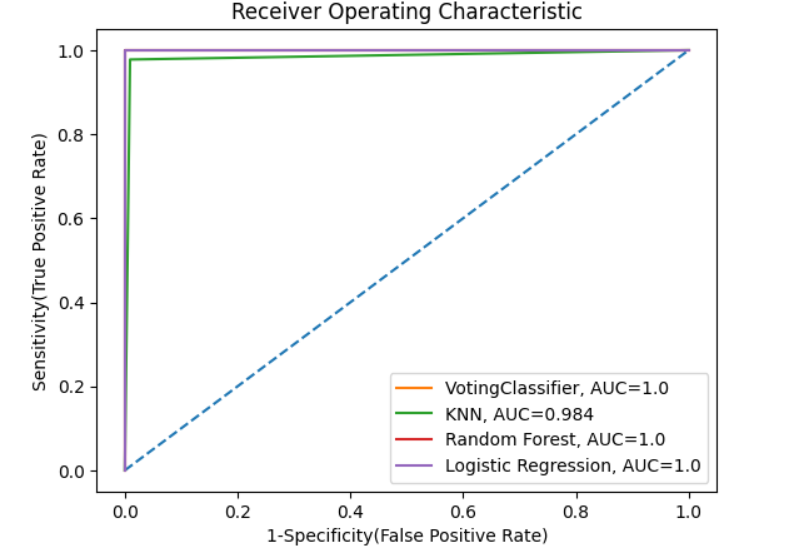 Receiver Operating Characteristic
Sensitivity(True Positive Rate)
1.0
0.8
0.6
0.4
0.2
0.0
VotingClassifier, AUC=1.0
KNN, AUC=0.984
Random Forest, AUC=1.0
Logistic Regression, AUC=1.0
0.0 0.2 0.4 0.6 0.8 1.0
1-Specificity(False Positive Rate)